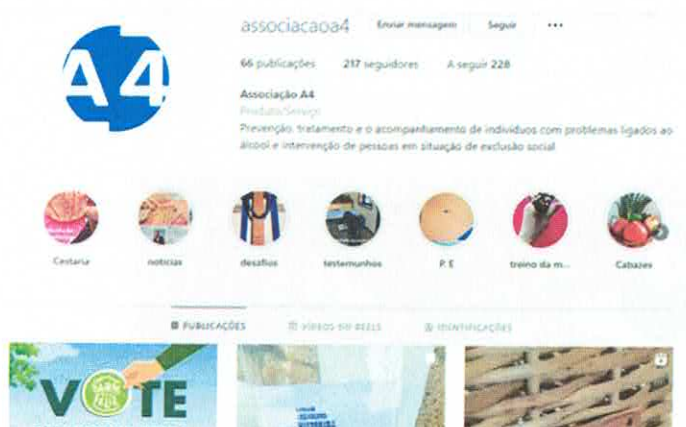 A4
associacaoa4 Enviar mensagem Seguir
66 publicações 217 seguidores A seguir 228
Associação A4
Produto/Serviço
Prevenção, tratamento e o acompanhamento de indivíduos com problemas ligados ao
álcool e intervenção de pessoas em situação de exclusão social
Cestaria notícias desafios testemunhos P. E treino da m... Cabazes
PUBLICAÇÕES VÍDEOS DO REELS IDENTIFICAÇÕES
VOTE